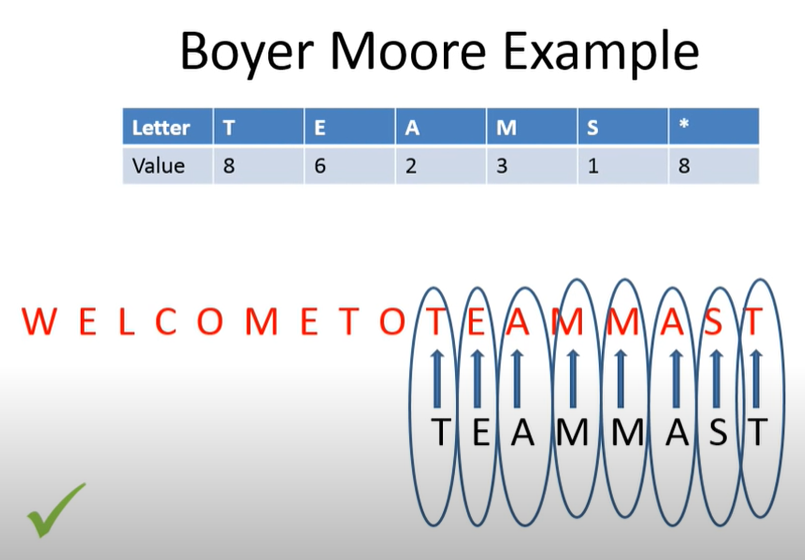 Boyer Moore Example
Letter T E A M S *
Value 8 6 2 3 1 8
W E L C O M E T O T E A M M A S T
T E A M M A S T